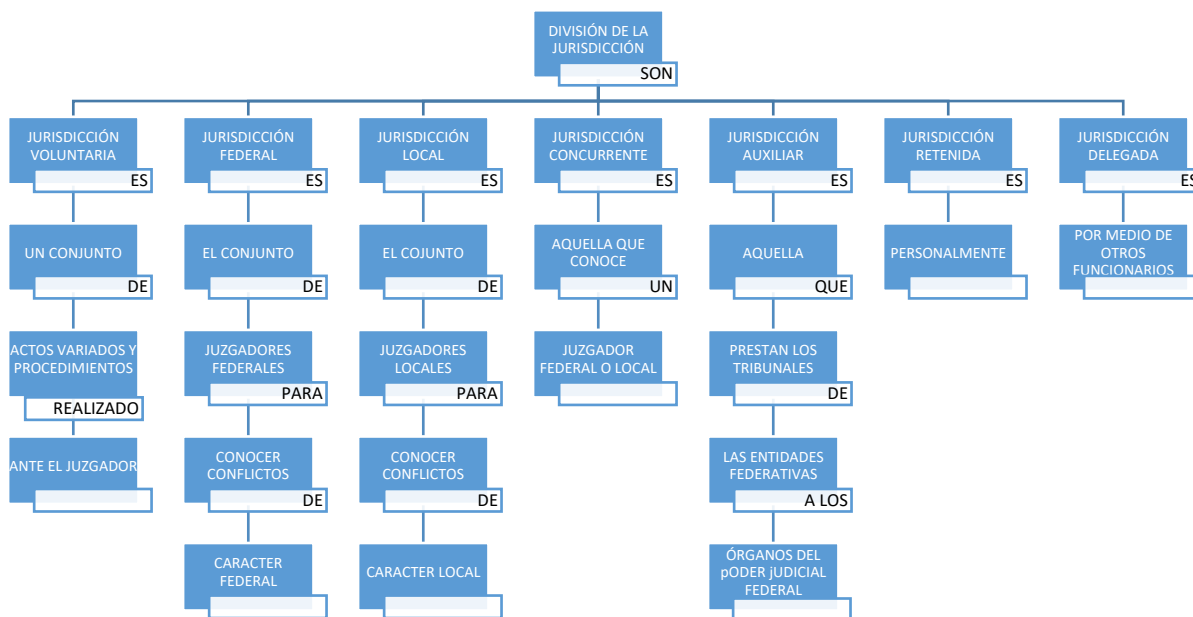 DIVISIÓN DE LA
JURISDICCIÓN
SON
JURISDICCIÓN
VOLUNTARIA
ES
UN CONJUNTO
DE
ACTOS VARIADOS Y
PROCEDIMIENTOS
REALIZADO
ANTE EL JUZGADOR
JURISDICCIÓN
FEDERAL
ES
EL CONJUNTO
DE
JUZGADORES
FEDERALES
PARA
CONOCER
CONFLICTOS
DE
CARACTER
FEDERAL
JURISDICCIÓN
LOCAL
ES
EL COJUNTO
DE
JUZGADORES
LOCALES
PARA
CONOCER
CONFLICTOS
DE
CARACTER LOCAL
JURISDICCIÓN
CONCURRENTE
ES
AQUELLA QUE
CONOCE
UN
JUZGADOR
FEDERAL O LOCAL
JURISDICCIÓN
AUXILIAR
ES
AQUELLA
QUE
PRESTAN LOS
TRIBUNALES
DE
LAS ENTIDADES
FEDERATIVAS
A LOS
ÓRGANOS DEL
pODER jUDICIAL
FEDERAL
JURISDICCIÓN
RETENIDA
ES
PERSONALMENTE
JURISDICCIÓN
DELEGADA
ES
POR MEDIO DE
OTROS
FUNCIONARIOS